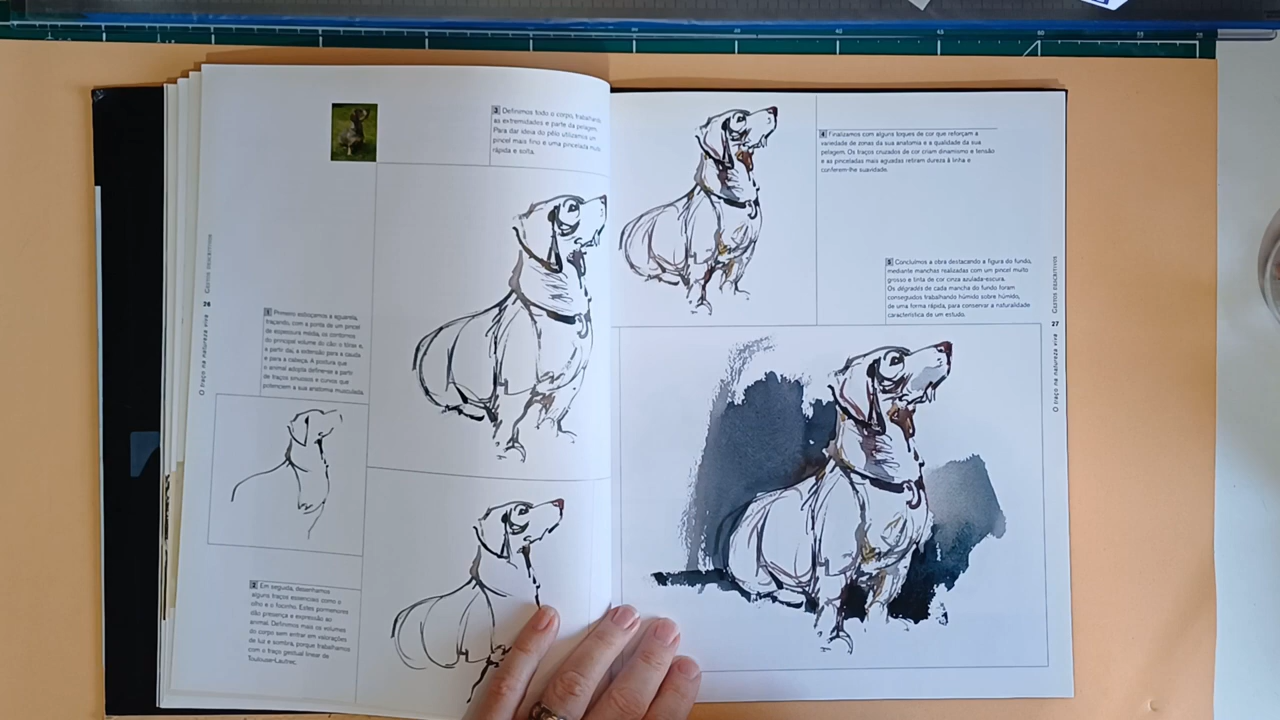 3 Definimos todo o corpo, trabalhando
as extremidades e parte da pelagem.
Para dar ideia do pêlo utilizamos um
pincel mais fino e uma pincelada muito
rápida e solta.
1 Primeiro esboçamos a aguarela,
traçando, com a ponta de um pincel
de espessura média, os contornos
do principal volume do cão: o tórax e,
a partir daí, a extensão para a cauda
e para a cabeça. A postura que
o animal adopta define-se a partir
de traços sinuosos e curvos que
potenciam a sua anatomia musculada.
2 Em seguida, desenhamos
alguns traços essenciais como o
olho e o focinho. Estes pormenores
dão presença e expressão ao
animal. Definimos mais os volumes
do corpo sem entrar em valorações
de luz e sombra, porque trabalhamos
com o traço gestual linear de
Toulouse-Lautrec.
O traço na natureza viva 26 Gestos descritivos
4 Finalizamos com alguns toques de cor que reforçam a
variedade de zonas da sua anatomia e a qualidade da sua
pelagem. Os traços cruzados de cor criam dinamismo e tensão
e as pinceladas mais aguadas retiram dureza à linha e
conferem-lhe suavidade.
5 Concluímos a obra destacando a figura do fundo,
mediante manchas realizadas com um pincel muito
grosso e tinta de cor cinza azulada-escura.
Os dégradés de cada mancha do fundo foram
conseguidos trabalhando húmido sobre húmido,
de uma forma rápida, para conservar a naturalidade
característica de um estudo.
O traço na natureza viva 27 Gestos descritivos